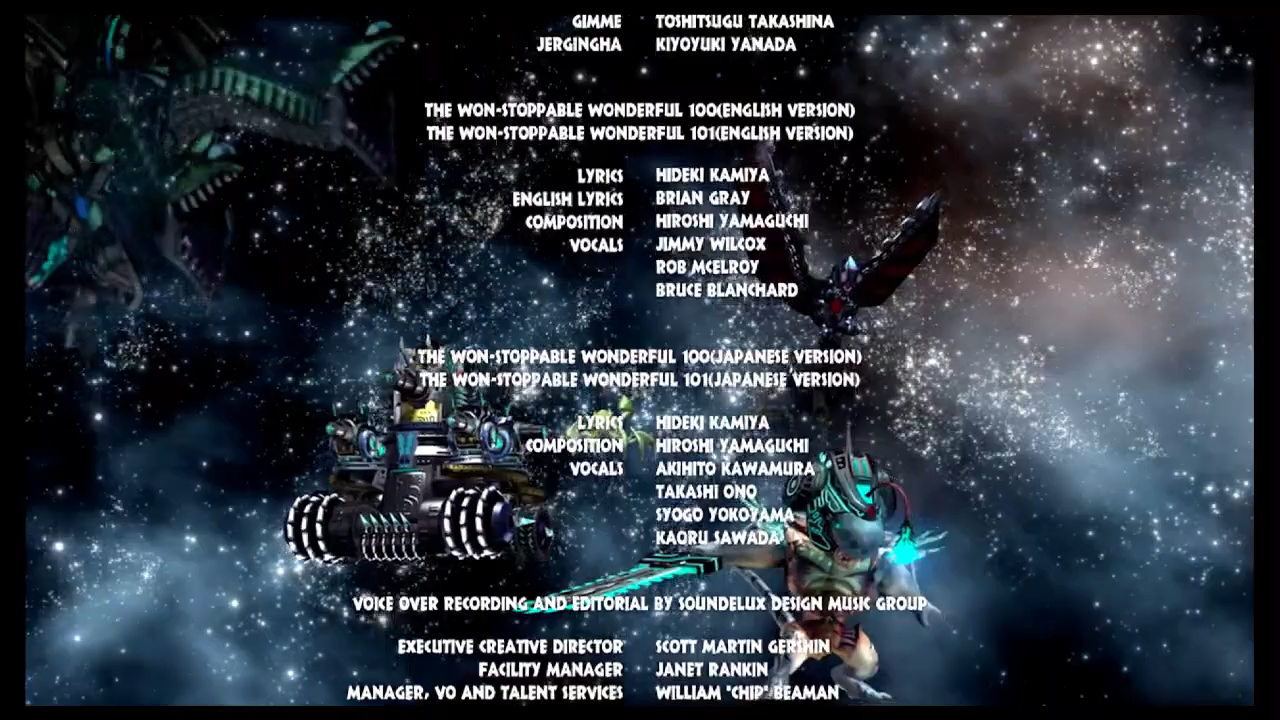 GIMME TOSHITSUGU TAKASHINA
JERGINGHA KIYOYUKI YANADA
THE WON-STOPPABLE WONDERFUL 100(ENGLISH VERSION)
THE WON-STOPPABLE WONDERFUL 101(ENGLISH VERSION)
LYRICS HIDEKI KAMIYA
ENGLISH LYRICS BRIAN GRAY
COMPOSITION HIROSHI YAMAGUCHI
VOCALS JIMMY WILCOX
ROB MCELROY
BRUCE BLANCHARD
THE WON-STOPPABLE WONDERFUL 100(JAPANESE VERSION)
THE WON-STOPPABLE WONDERFUL 101(JAPANESE VERSION)
LYRICS HIDEKI KAMIYA
COMPOSITION HIROSHI YAMAGUCHI
VOCALS AKIHITO KAWAMURA
TAKASHI ONO
SYOGO YOKOYAMA
KAORU SAWADA
VOICE OVER RECORDING AND EDITORIAL BY SOUNDELUX DESIGN MUSIC GROUP
EXECUTIVE CREATIVE DIRECTOR SCOTT MARTIN GERSHIN
FACILITY MANAGER JANET RANKIN
MANAGER, VO AND TALENT SERVICES WILLIAM "CHIP" BEAMAN